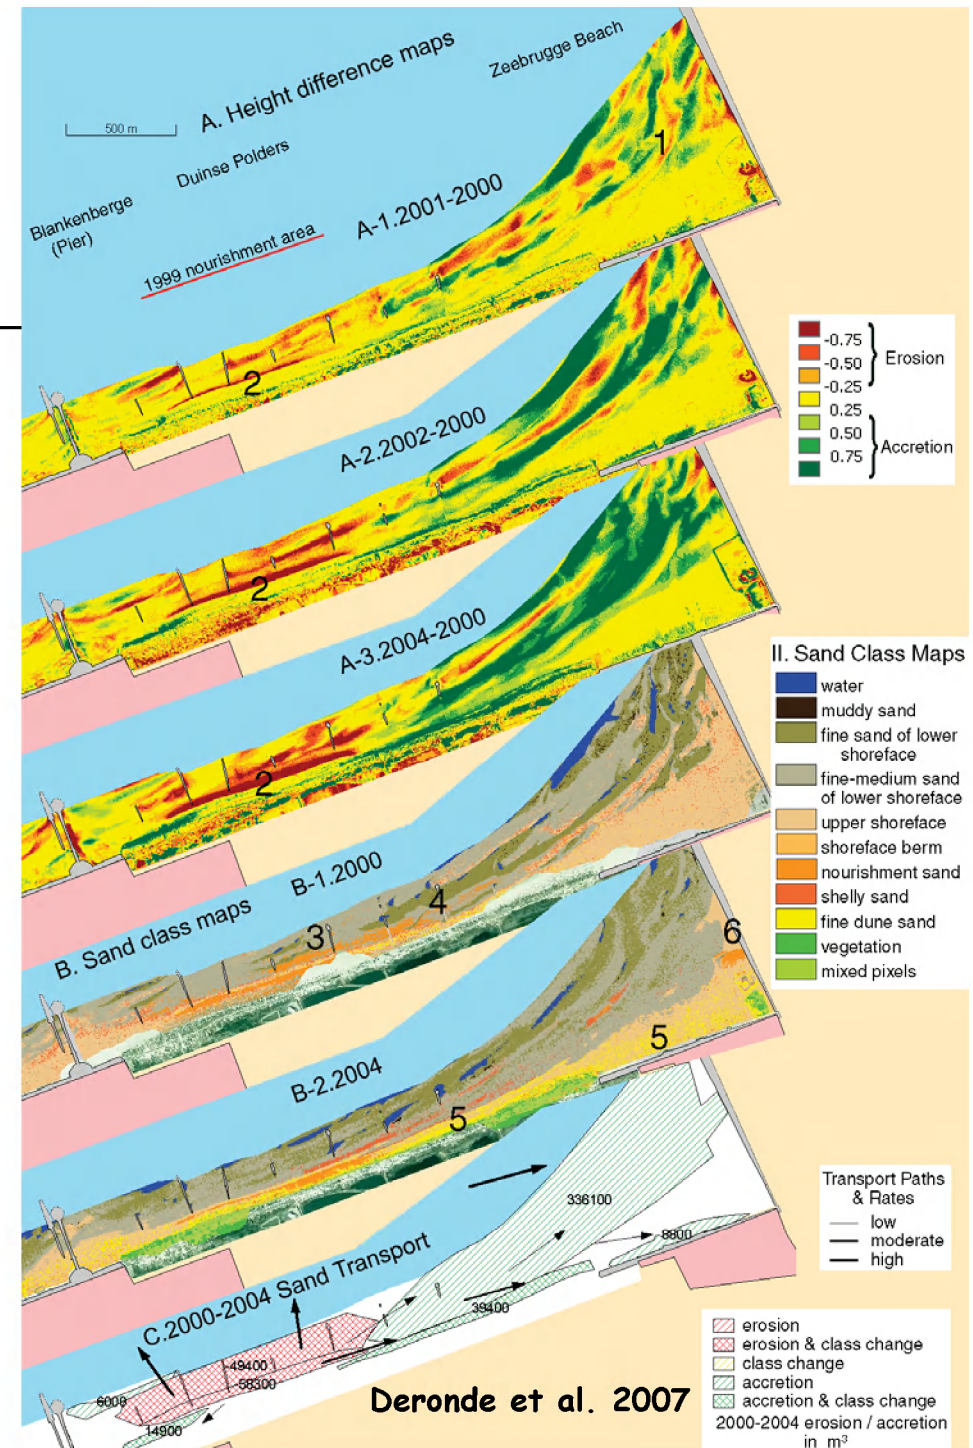 A. Height difference maps
Zeebrugge Beach
500 m
Duinse Polders
Blankenberge
(Pier)
1999 nourishment area
A-1.2001-2000
1
2
-0.75
-0.50
-0.25
0.25
0.50
0.75
Erosion
Accretion
A-2.2002-2000
2
A-3.2004-2000
2
II. Sand Class Maps
water
muddy sand
fine sand of lower
shoreface
fine-medium sand
of lower shoreface
upper shoreface
shoreface berm
nourishment sand
shelly sand
fine dune sand
vegetation
mixed pixels
B. Sand class maps
B-1.2000
3
4
6
B-2.2004
5
5
Transport Paths
& Rates
low
moderate
high
C.2000-2004 Sand Transport
336100
8800
39400
-49400
-58300
6000
14900
Deronde et al. 2007
erosion
erosion & class change
class change
accretion
accretion & class change
2000-2004 erosion / accretion
in m³